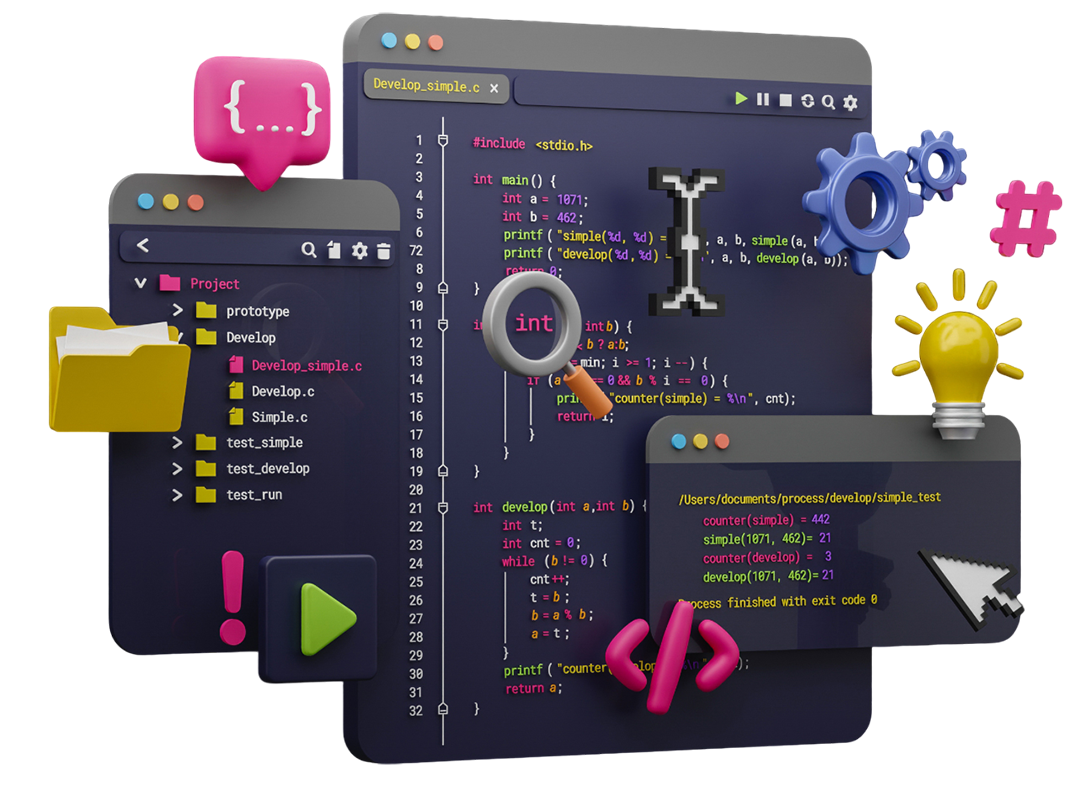 {...}
Develop_simple.c ×
<
Project
prototype
Develop
Develop_simple.c
Develop.c
Simple.c
test_simple
test_develop
test_run
1 #include <stdio.h>
2
3 int main() {
4 int a = 1071;
5 int b = 462;
6 printf ( "simple(%d, %d) = , a, b, simple(a,
72 printf ( "develop(%d, %d) = ", a, b, develop(a, b));
8 return 0;
9 }
10
11 int b) {
12 < b ? a:b;
13 =min; i >= 1; i --) {
14 if (a ==0 && b % i == 0) {
15 "counter(simple) = %\n", cnt);
16 return
17 }
18 }
19 }
20
21 int develop(int a,int b) {
22 int t;
23 int cnt = 0;
24 while (b != 0) {
25 cnt++;
26 t = b ;
27 b = a % b;
28 a = t ;
29 }
30 printf ( "counter( \n" );
31 return a;
32 }
int
#
/Users/documents/process/develop/simple_test
counter(simple) = 442
simple(1071, 462)= 21
counter(develop) = 3
develop(1071, 462)= 21
Process finished with exit code 0
!
</>